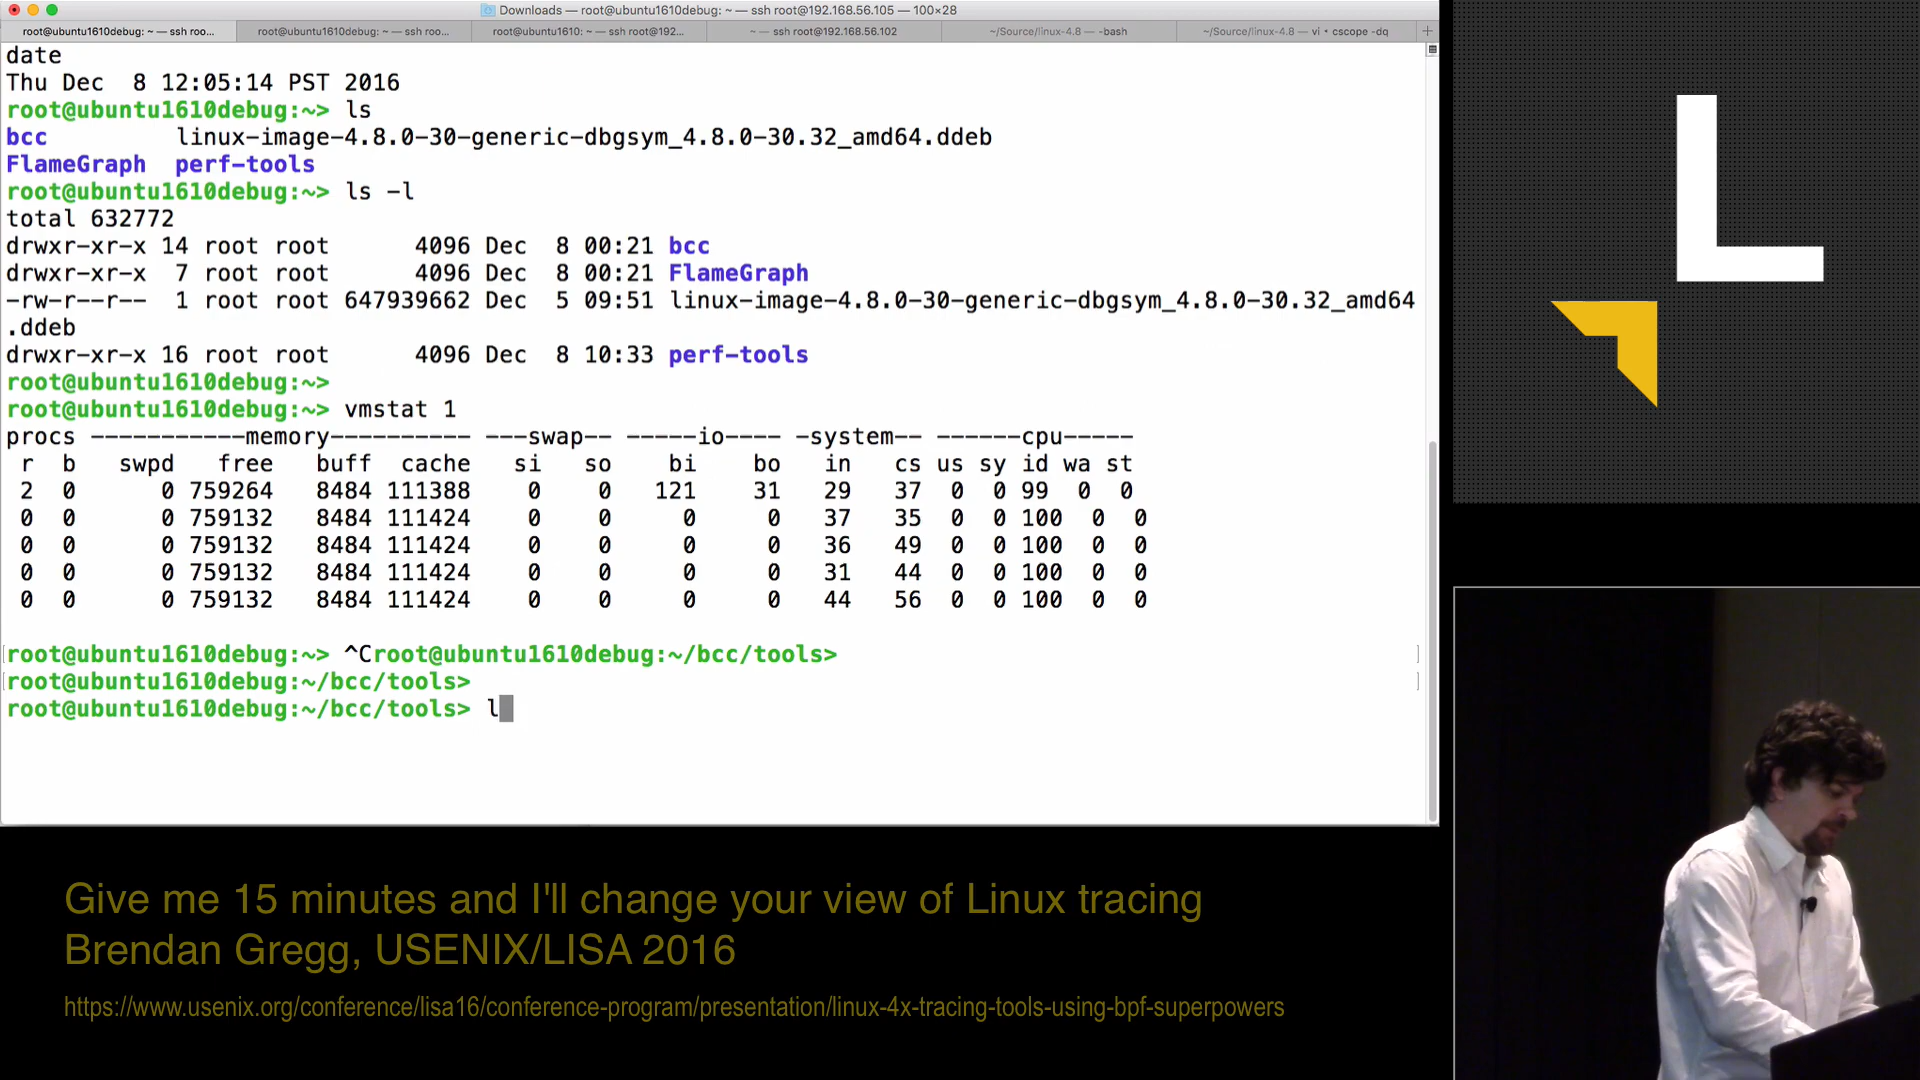 Downloads — root@ubuntu1610debug: ~ — ssh root@192.168.56.105 — 100×28
root@ubuntu1610debug: ~ — ssh roo... root@ubuntu1610debug: ~ — ssh roo... root@ubuntu1610: ~ — ssh root@192... ~ — ssh root@192.168.56.102 ~/Source/linux-4.8 — -bash ~/Source/linux-4.8 — vi • cscope -dq +
date
Thu Dec  8 12:05:14 PST 2016
root@ubuntu1610debug:~> ls
bcc         linux-image-4.8.0-30-generic-dbgsym_4.8.0-30.32_amd64.ddeb
FlameGraph  perf-tools
root@ubuntu1610debug:~> ls -l
total 632772
drwxr-xr-x 14 root root      4096 Dec  8 00:21 bcc
drwxr-xr-x  7 root root      4096 Dec  8 00:21 FlameGraph
-rw-r--r--  1 root root 647939662 Dec  5 09:51 linux-image-4.8.0-30-generic-dbgsym_4.8.0-30.32_amd64
.ddeb
drwxr-xr-x 16 root root      4096 Dec  8 10:33 perf-tools
root@ubuntu1610debug:~>
root@ubuntu1610debug:~> vmstat 1
procs -----------memory---------- ---swap-- -----io---- -system-- ------cpu-----
 r  b   swpd   free   buff  cache   si   so    bi    bo   in   cs us sy id wa st
 2  0      0 759264   8484 111388    0    0   121    31   29   37  0  0 99  0  0
 0  0      0 759132   8484 111424    0    0     0     0   37   35  0  0 100  0  0
 0  0      0 759132   8484 111424    0    0     0     0   36   49  0  0 100  0  0
 0  0      0 759132   8484 111424    0    0     0     0   31   44  0  0 100  0  0
 0  0      0 759132   8484 111424    0    0     0     0   44   56  0  0 100  0  0
root@ubuntu1610debug:~> ^Croot@ubuntu1610debug:~/bcc/tools>
root@ubuntu1610debug:~/bcc/tools>
root@ubuntu1610debug:~/bcc/tools> l
Give me 15 minutes and I'll change your view of Linux tracing
Brendan Gregg, USENIX/LISA 2016
https://www.usenix.org/conference/lisa16/conference-program/presentation/linux-4x-tracing-tools-using-bpf-superpowers